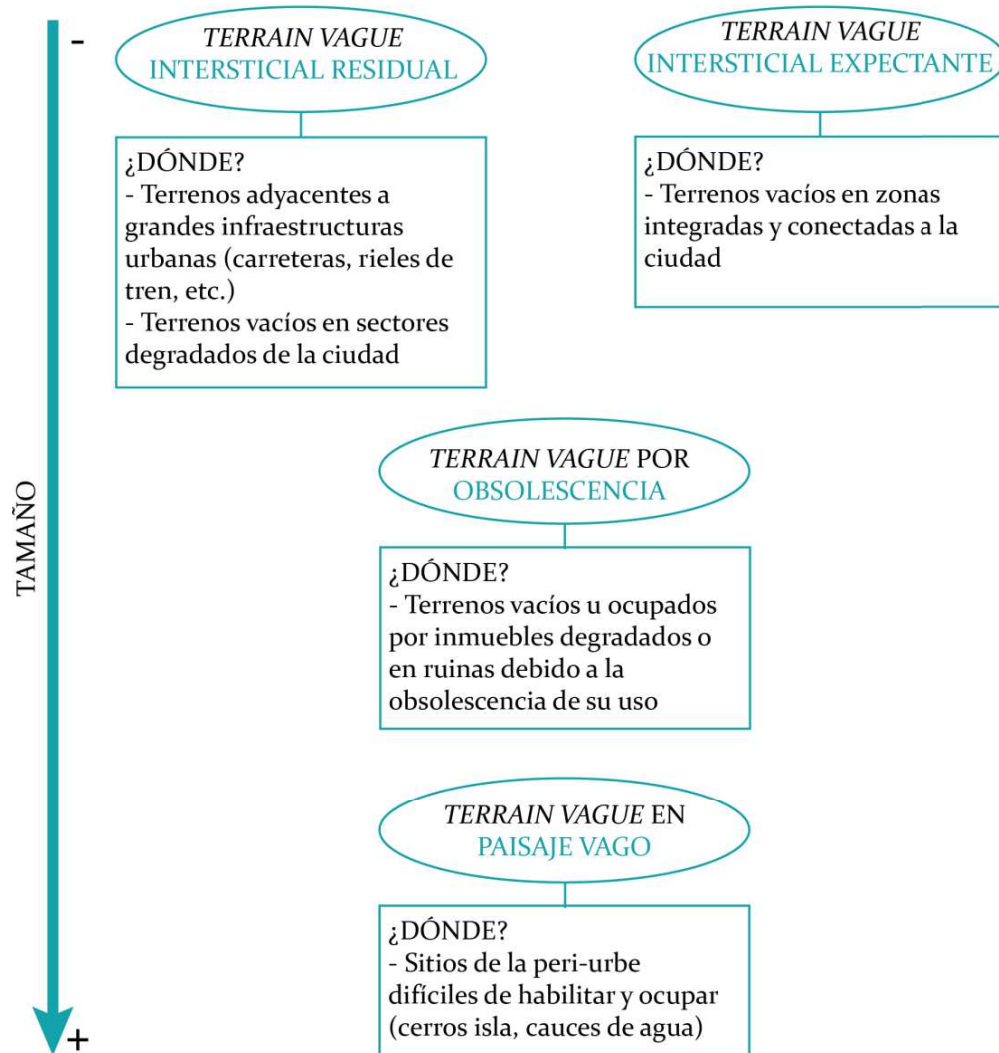 -
TERRAIN VAGUE
INTERSTICIAL RESIDUAL
¿DÓNDE?
- Terrenos adyacentes a
grandes infraestructuras
urbanas (carreteras, rieles de
tren, etc.)
- Terrenos vacíos en sectores
degradados de la ciudad
TERRAIN VAGUE
INTERSTICIAL EXPECTANTE
¿DÓNDE?
- Terrenos vacíos en zonas
integradas y conectadas a la
ciudad
TAMAÑO
TERRAIN VAGUE POR
OBSOLESCENCIA
¿DÓNDE?
- Terrenos vacíos u ocupados
por inmuebles degradados o
en ruinas debido a la
obsolescencia de su uso
TERRAIN VAGUE EN
PAISAJE VAGO
¿DÓNDE?
- Sitios de la peri-urbe
difíciles de habilitar y ocupar
(cerros isla, cauces de agua)
+